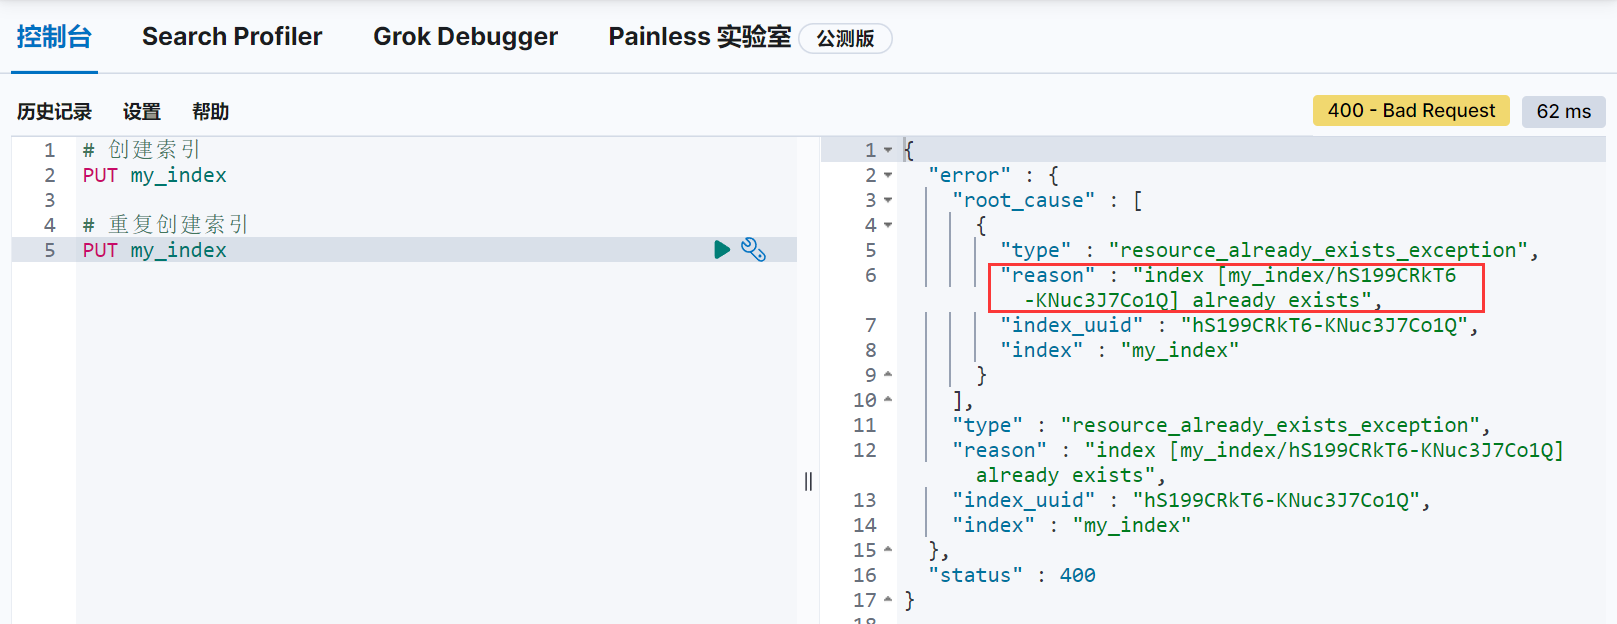 控制台 Search Profiler Grok Debugger Painless 实验室 公测版
历史记录 设置 帮助 400 - Bad Request 62 ms
1 # 创建索引
2 PUT my_index
3
4 # 重复创建索引
5 PUT my_index
1 {
2 "error" : {
3 "root_cause" : [
4 {
5 "type" : "resource_already_exists_exception",
6 "reason" : "index [my_index/hS199CRkT6
-KNuc3J7Co1Q] already exists",
7 "index_uuid" : "hS199CRkT6-KNuc3J7Co1Q",
8 "index" : "my_index"
9 }
10 ],
11 "type" : "resource_already_exists_exception",
12 "reason" : "index [my_index/hS199CRkT6-KNuc3J7Co1Q]
already exists",
13 "index_uuid" : "hS199CRkT6-KNuc3J7Co1Q",
14 "index" : "my_index"
15 },
16 "status" : 400
17 }
18